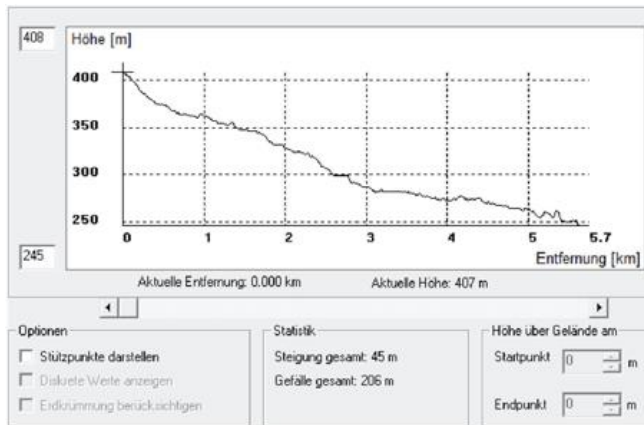 408
Höhe [m]
400
350
300
250
245
0 1 2 3 4 5 5.7
Entfernung [km]
Aktuelle Entfernung: 0.000 km Aktuelle Höhe: 407 m
Optionen
Stützpunkte darstellen
Diskrete Werte anzeigen
Erdkrümmung berücksichtigen
Statistik
Steigung gesamt: 45 m
Gefälle gesamt: 206 m
Höhe über Gelände am
Startpunkt 0 m
Endpunkt 0 m